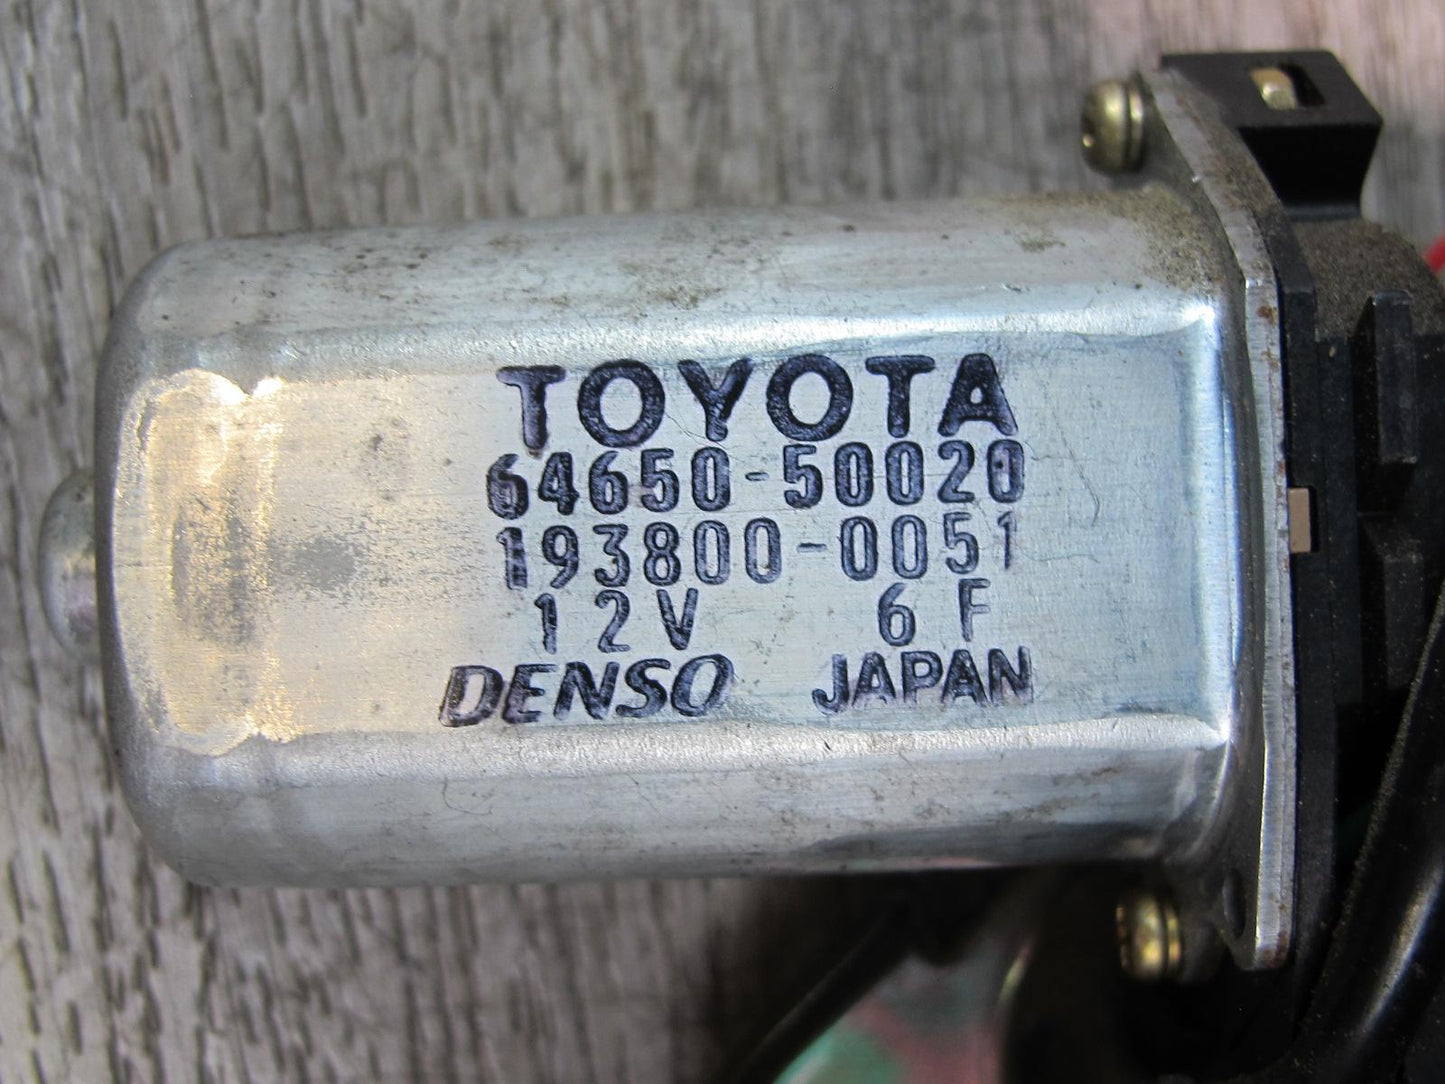 TOYOTA
64650-50020
193800-0051
12V 6F
DENSO JAPAN